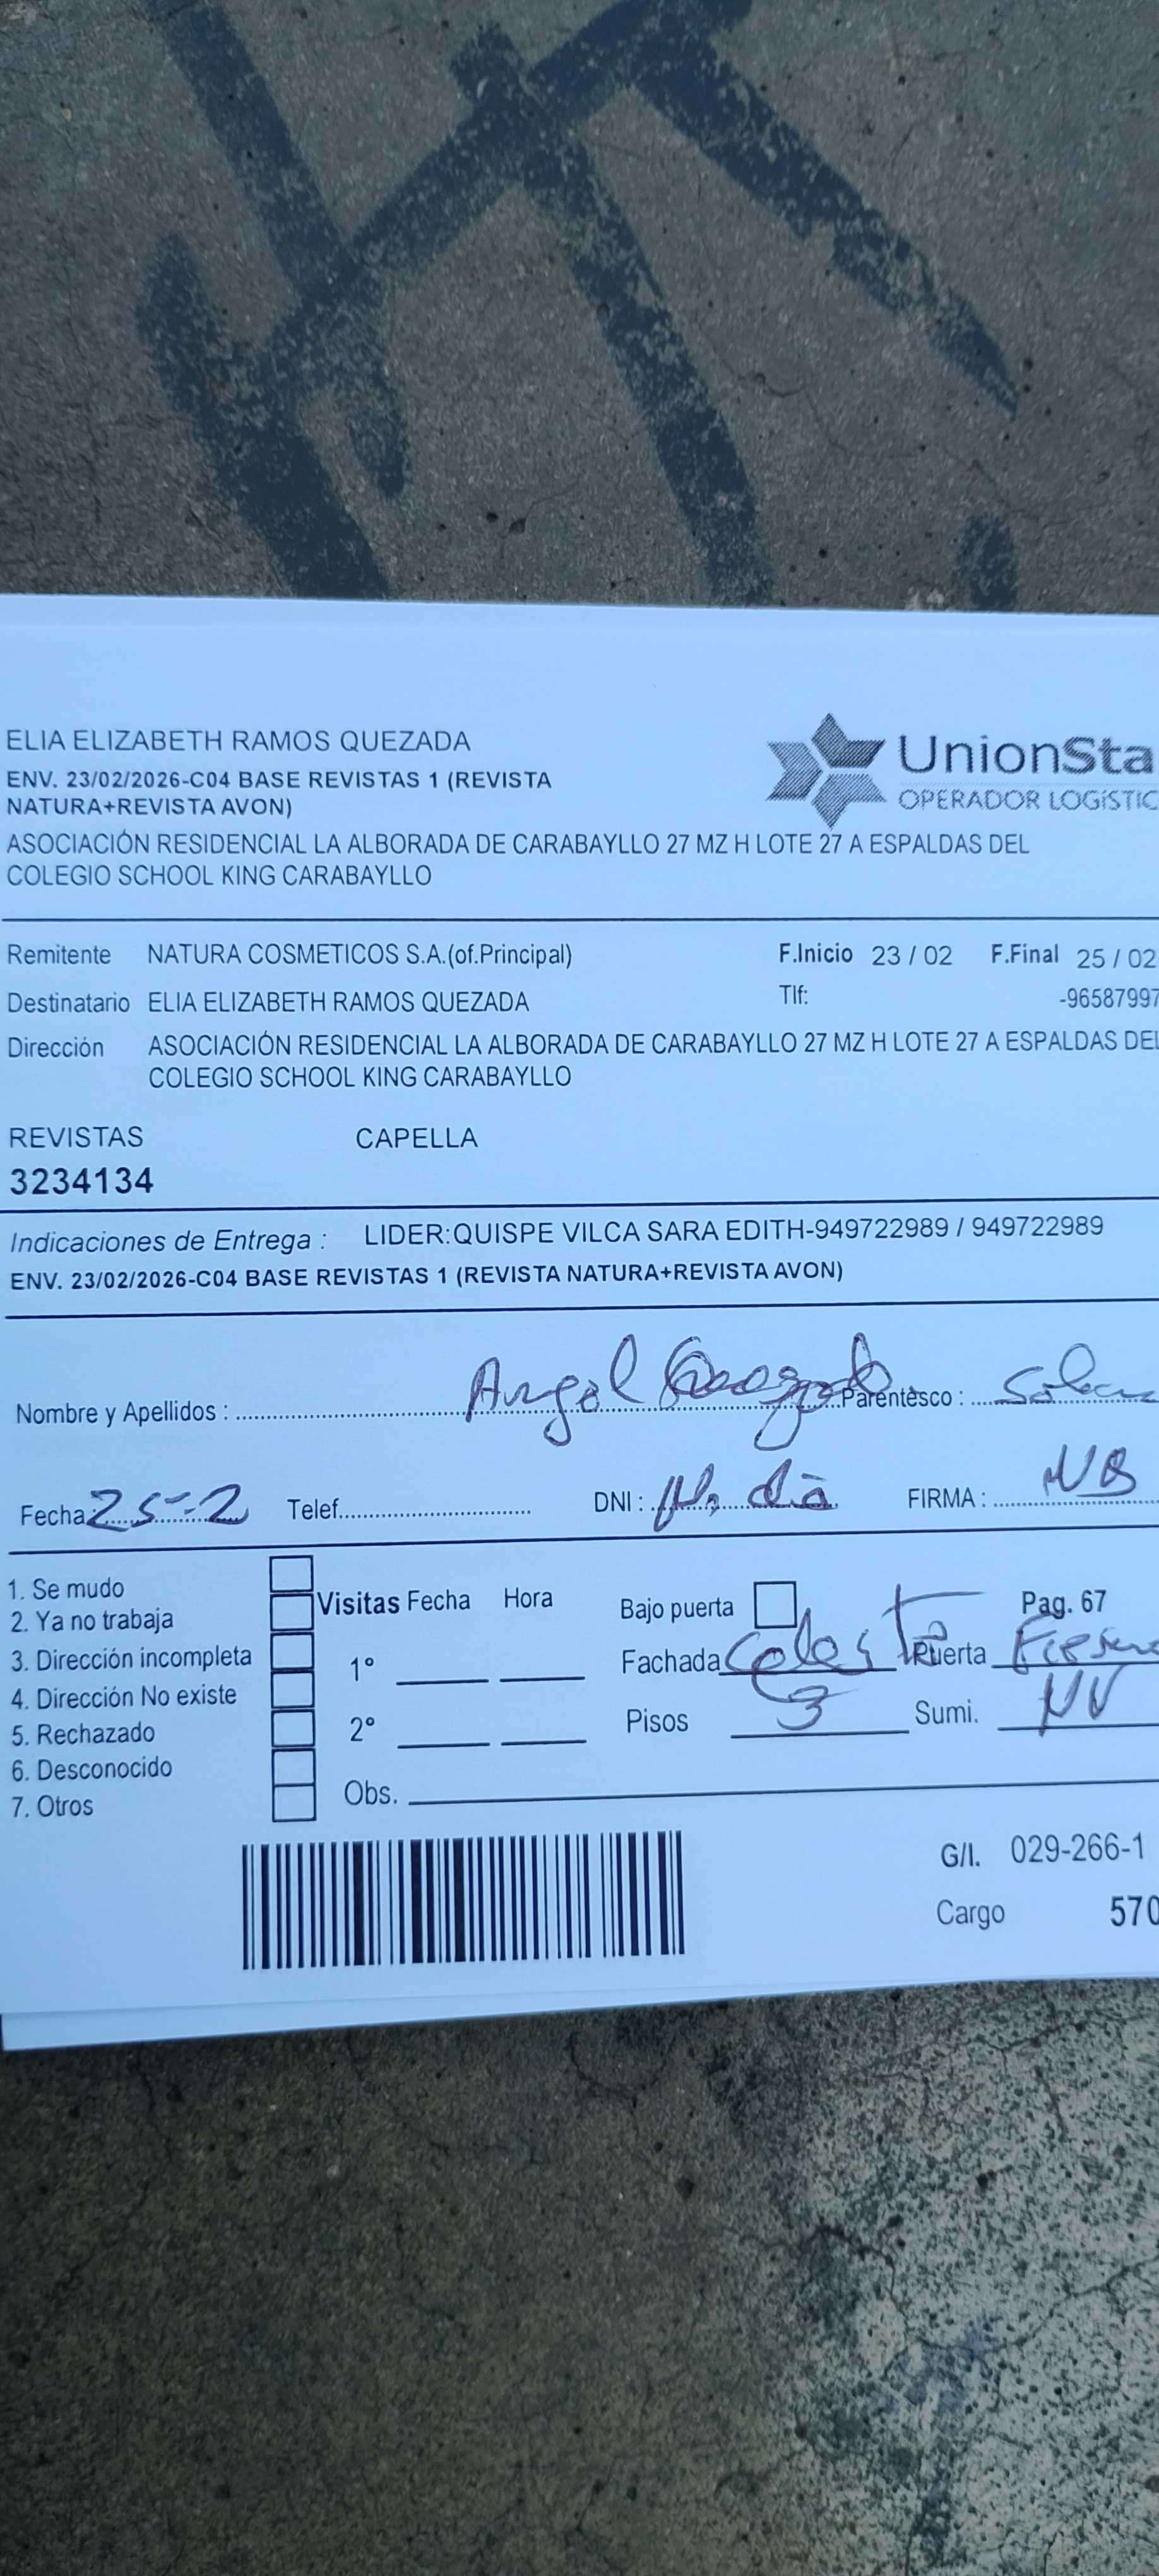 ELIA ELIZABETH RAMOS QUEZADA
ENV. 23/02/2026-C04 BASE REVISTAS 1 (REVISTA
NATURA+REVISTA AVON)
ASOCIACIÓN RESIDENCIAL LA ALBORADA DE CARABAYLLO 27 MZ H LOTE 27 A ESPALDAS DEL
COLEGIO SCHOOL KING CARABAYLLO
UnionSta
OPERADOR LOGÍSTIC
Remitente NATURA COSMETICOS S.A.(of.Principal) F.Inicio 23 / 02 F.Final 25 / 02
Destinatario ELIA ELIZABETH RAMOS QUEZADA Tlf: -96587997
Dirección ASOCIACIÓN RESIDENCIAL LA ALBORADA DE CARABAYLLO 27 MZ H LOTE 27 A ESPALDAS DEL
COLEGIO SCHOOL KING CARABAYLLO
REVISTAS CAPELLA
3234134
Indicaciones de Entrega : LIDER:QUISPE VILCA SARA EDITH-949722989 / 949722989
ENV. 23/02/2026-C04 BASE REVISTAS 1 (REVISTA NATURA+REVISTA AVON)
Nombre y Apellidos : Angel Parentesco :
Fecha 25-2 Telef. DNI : No dio FIRMA : NB
1. Se mudo
2. Ya no trabaja
3. Dirección incompleta
4. Dirección No existe
5. Rechazado
6. Desconocido
7. Otros
Visitas Fecha Hora
1°
2°
Obs.
Bajo puerta Pag. 67
Fachada Celeste Puerta
Pisos 3 Sumi. NV
G/I. 029-266-1
Cargo 570